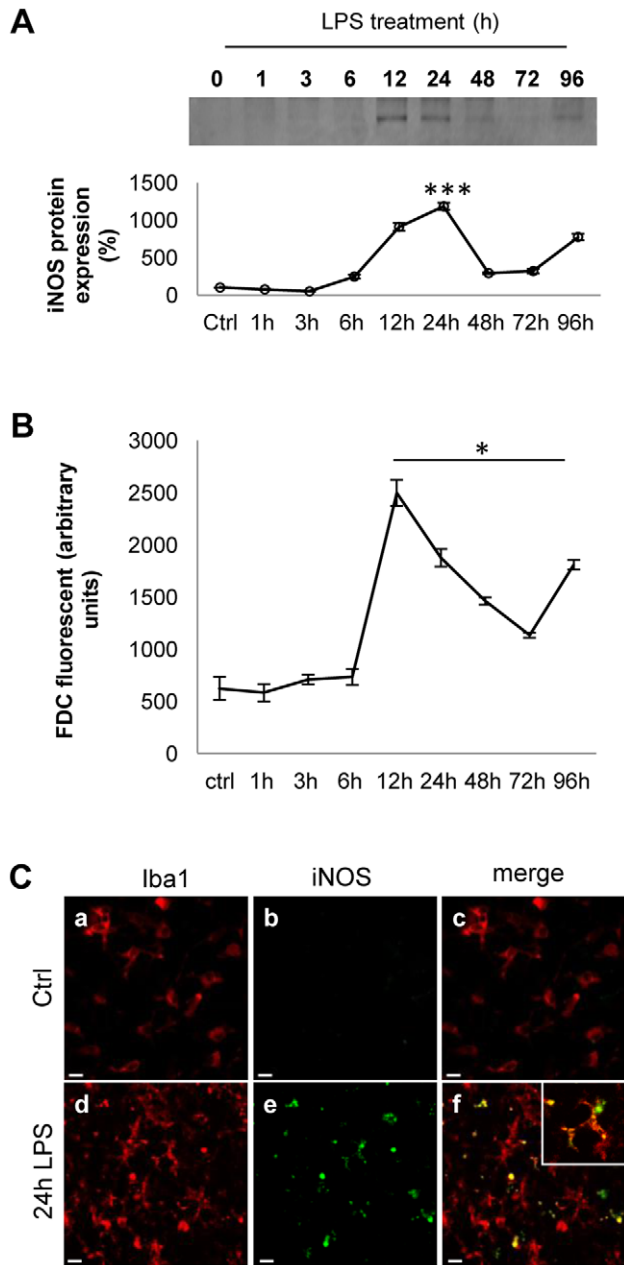 A
LPS treatment (h)
0 1 3 6 12 24 48 72 96
iNOS protein
expression
(%)
1500
1000
500
0
***
Ctrl 1h 3h 6h 12h 24h 48h 72h 96h
B
FDC fluorescent (arbitrary
units)
3000
2500
2000
1500
1000
500
0
*
ctrl 1h 3h 6h 12h 24h 48h 72h 96h
C
Iba1 iNOS merge
Ctrl
a b c
24h LPS
d e f